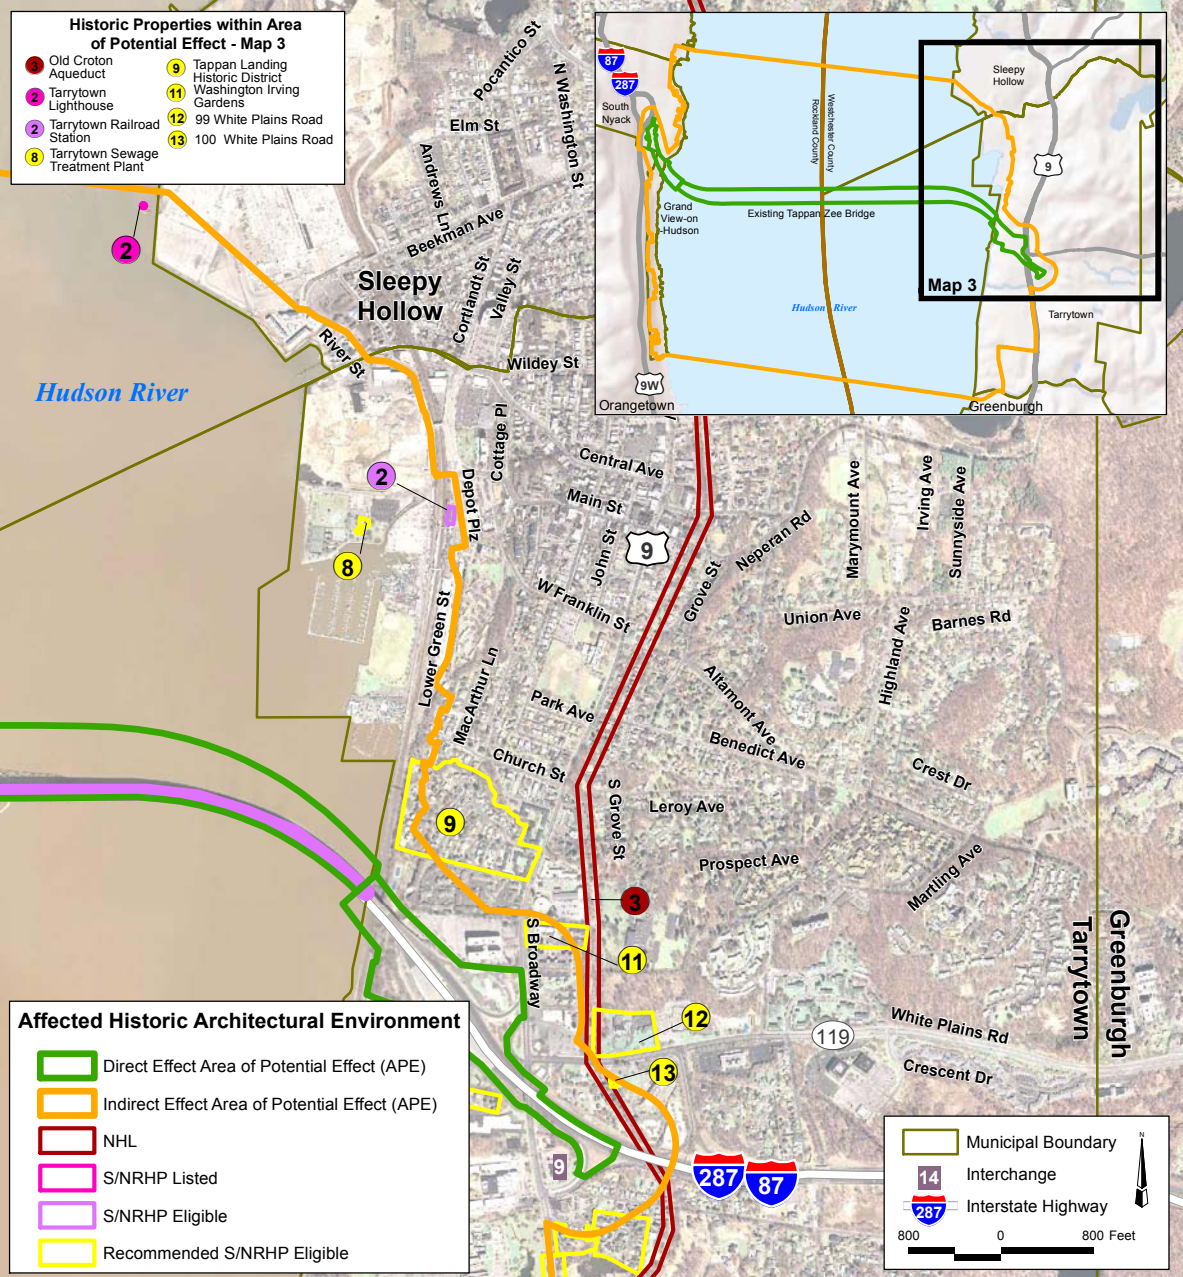 Historic Properties within Area
of Potential Effect - Map 3
3 Old Croton
Aqueduct
2 Tarrytown
Lighthouse
2 Tarrytown Railroad
Station
8 Tarrytown Sewage
Treatment Plant
9 Tappan Landing
Historic District
11 Washington Irving
Gardens
12 99 White Plains Road
13 100 White Plains Road
87
287
South
Nyack
Westchester County
Rockland County
Sleepy
Hollow
9
Grand
View-on
-Hudson
Existing Tappan Zee Bridge
Map 3
Hudson River
Tarrytown
9W
Orangetown
Greenburgh
Pocantico St
N Washington St
Elm St
Andrews Ln
Beekman Ave
2
Sleepy
Hollow
Cortlandt St
Valley St
River St
Wildey St
Hudson River
Cottage Pl
Central Ave
2
Depot Plz
Main St
Marymount Ave
Irving Ave
Sunnyside Ave
8
John St
9
Neperan Rd
Grove St
W Franklin St
Union Ave
Highland Ave
Barnes Rd
Lower Green St
MacArthur Ln
Park Ave
Altamont Ave
Benedict Ave
Church St
Crest Dr
S Grove St
Leroy Ave
9
Prospect Ave
Martling Ave
3
S Broadway
11
Tarrytown
Greenburgh
12
119
White Plains Rd
13
Crescent Dr
9
287
87
Affected Historic Architectural Environment
Direct Effect Area of Potential Effect (APE)
Indirect Effect Area of Potential Effect (APE)
NHL
S/NRHP Listed
S/NRHP Eligible
Recommended S/NRHP Eligible
Municipal Boundary
N
14 Interchange
287 Interstate Highway
800 0 800 Feet